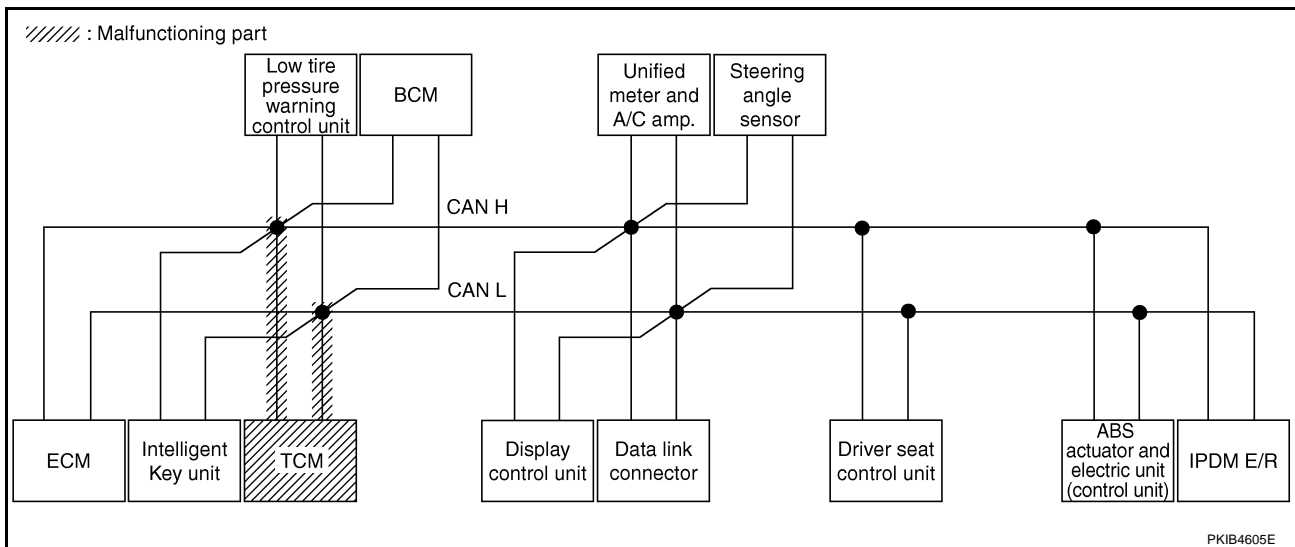 : Malfunctioning part
Low tire
pressure
warning
control unit
BCM
Unified
meter and
A/C amp.
Steering
angle
sensor
CAN H
CAN L
ECM
Intelligent
Key unit
TCM
Display
control unit
Data link
connector
Driver seat
control unit
ABS
actuator and
electric unit
(control unit)
IPDM E/R
PKIB4605E